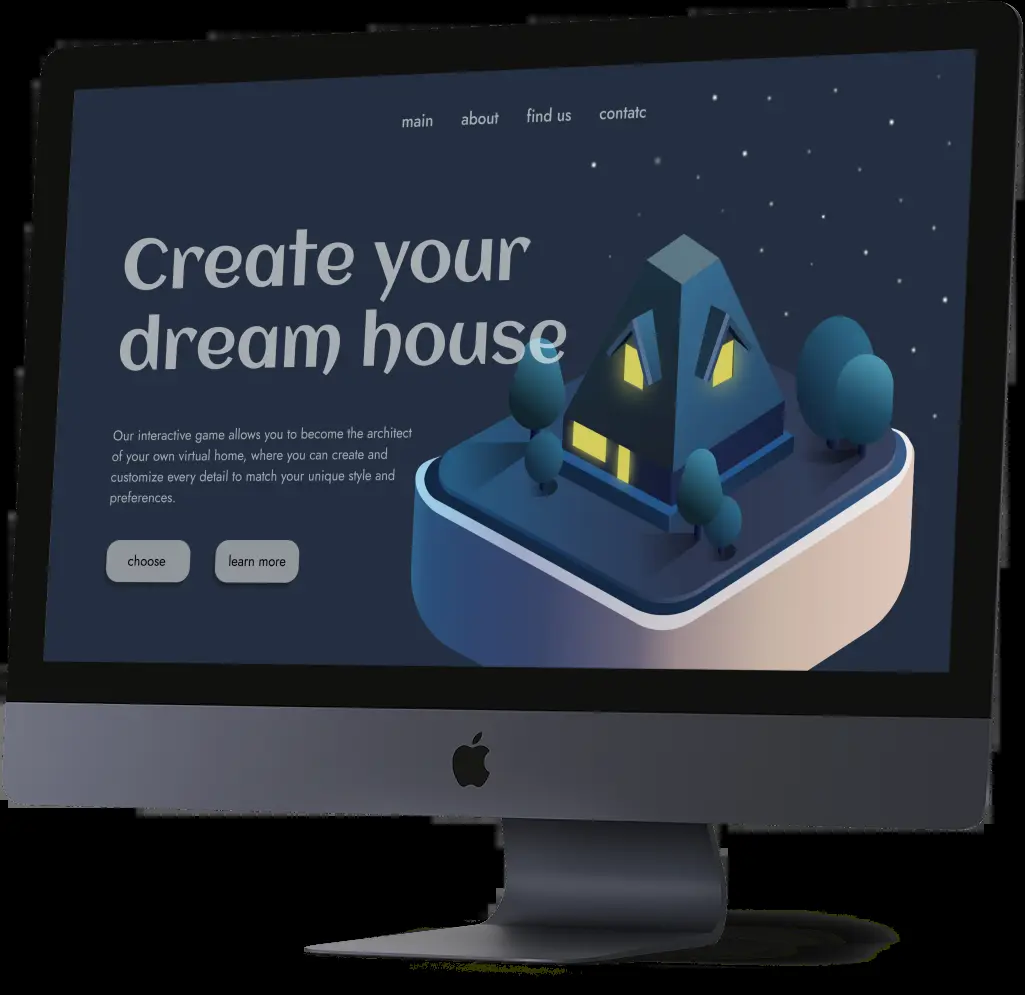 main about find us contatc
Create your
dream house
Our interactive game allows you to become the architect
of your own virtual home, where you can create and
customize every detail to match your unique style and
preferences.
choose learn more